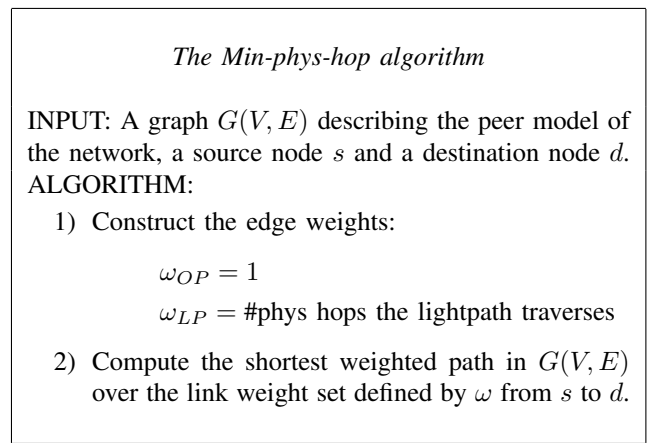 The Min-phys-hop algorithm
INPUT: A graph G(V, E) describing the peer model of
the network, a source node s and a destination node d.
ALGORITHM:
1) Construct the edge weights:
ω_OP = 1
ω_LP = #phys hops the lightpath traverses
2) Compute the shortest weighted path in G(V, E)
over the link weight set defined by ω from s to d.